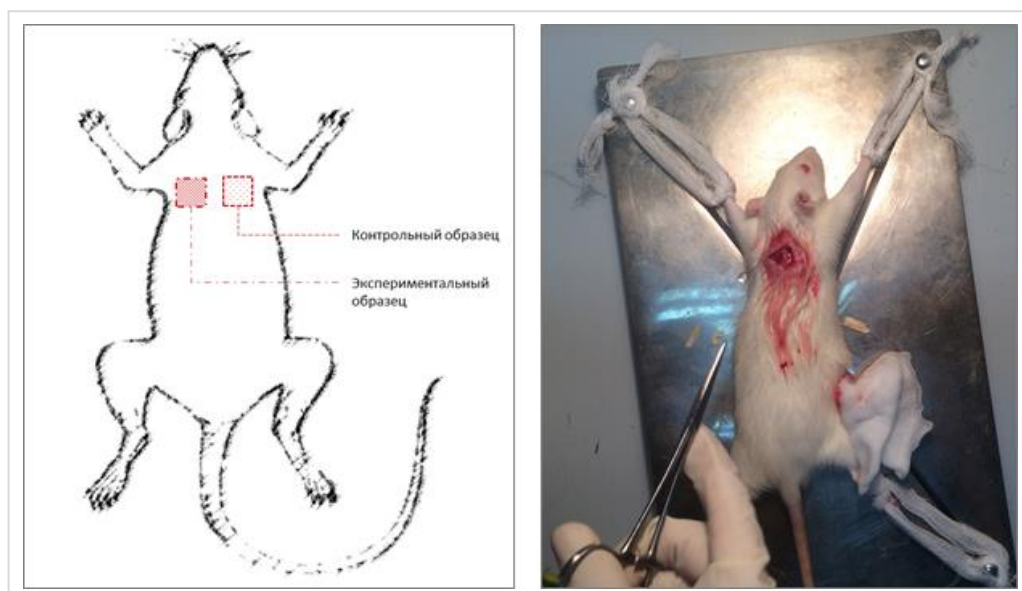 Контрольный образец
Экспериментальный
образец